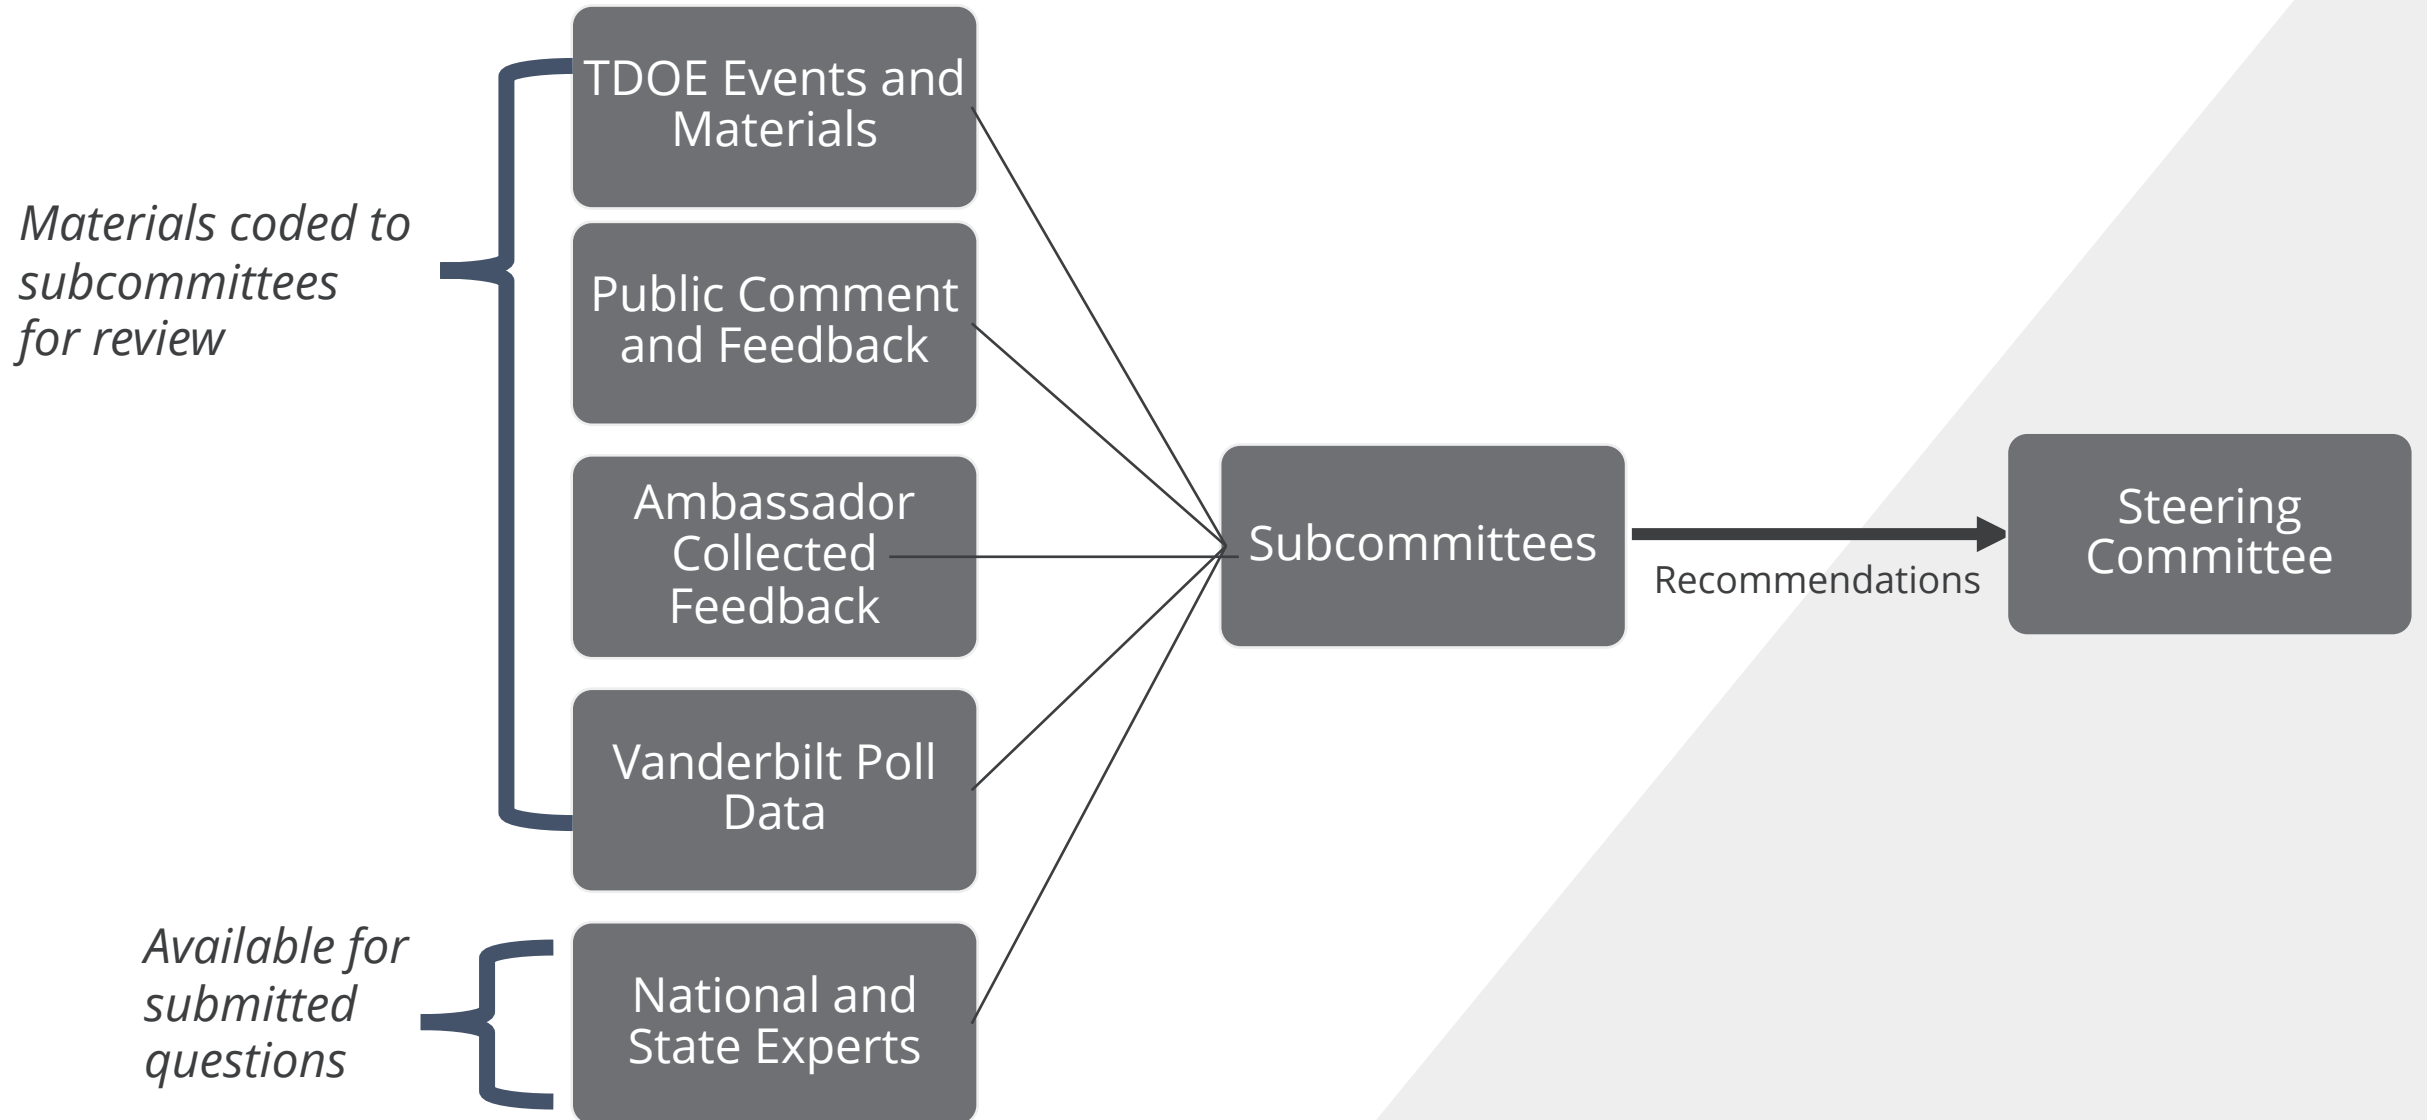 TDOE Events and
Materials
Materials coded to
subcommittees
for review
Public Comment
and Feedback
Ambassador
Collected
Feedback
Subcommittees
Recommendations
Steering
Committee
Vanderbilt Poll
Data
Available for
submitted
questions
National and
State Experts